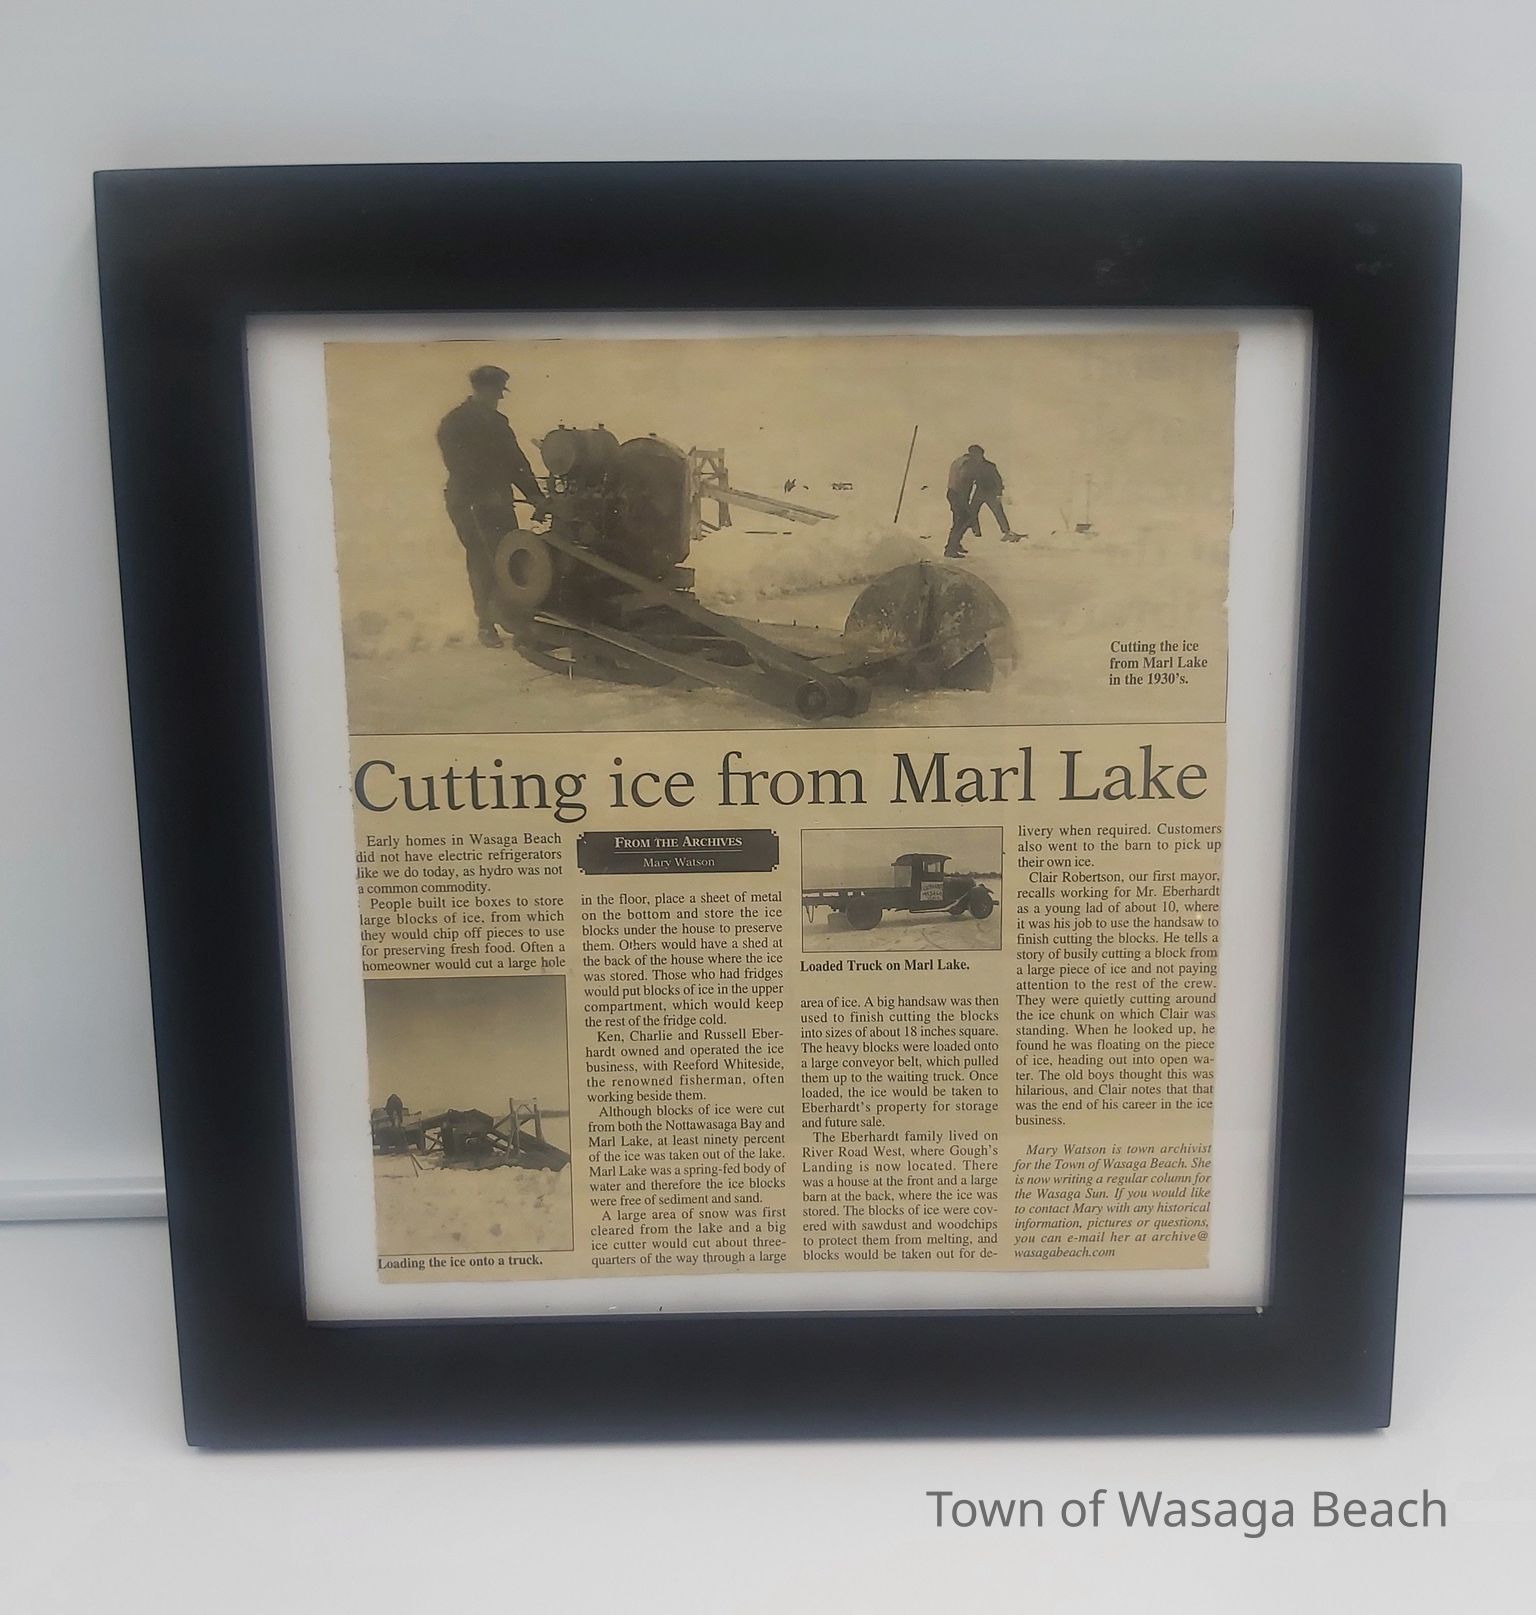 Cutting the ice
from Marl Lake
in the 1930's.
Cutting ice from Marl Lake
Early homes in Wasaga Beach
did not have electric refrigerators
like we do today, as hydro was not
a common commodity.
People built ice boxes to store
large blocks of ice, from which
they would chip off pieces to use
for preserving fresh food. Often a
homeowner would cut a large hole
Loading the ice onto a truck.
FROM THE ARCHIVES
Mary Watson
in the floor, place a sheet of metal
on the bottom and store the ice
blocks under the house to preserve
them. Others would have a shed at
the back of the house where the ice
was stored. Those who had fridges
would put blocks of ice in the upper
compartment, which would keep
the rest of the fridge cold.
Ken, Charlie and Russell Eber-
hardt owned and operated the ice
business, with Reeford Whiteside,
the renowned fisherman, often
working beside them.
Although blocks of ice were cut
from both the Nottawasaga Bay and
Marl Lake, at least ninety percent
of the ice was taken out of the lake.
Marl Lake was a spring-fed body of
water and therefore the ice blocks
were free of sediment and sand.
A large area of snow was first
cleared from the lake and a big
ice cutter would cut about three-
quarters of the way through a large
Loaded Truck on Marl Lake.
area of ice. A big handsaw was then
used to finish cutting the blocks
into sizes of about 18 inches square.
The heavy blocks were loaded onto
a large conveyor belt, which pulled
them up to the waiting truck. Once
loaded, the ice would be taken to
Eberhardt's property for storage
and future sale.
The Eberhardt family lived on
River Road West, where Gough's
Landing is now located. There
was a house at the front and a large
barn at the back, where the ice was
stored. The blocks of ice were cov-
ered with sawdust and woodchips
to protect them from melting, and
blocks would be taken out for de-
livery when required. Customers
also went to the barn to pick up
their own ice.
Clair Robertson, our first mayor,
recalls working for Mr. Eberhardt
as a young lad of about 10, where
it was his job to use the handsaw to
finish cutting the blocks. He tells a
story of busily cutting a block from
a large piece of ice and not paying
attention to the rest of the crew.
They were quietly cutting around
the ice chunk on which Clair was
standing. When he looked up, he
found he was floating on the piece
of ice, heading out into open wa-
ter. The old boys thought this was
hilarious, and Clair notes that that
was the end of his career in the ice
business.
Mary Watson is town archivist
for the Town of Wasaga Beach. She
is now writing a regular column for
the Wasaga Sun. If you would like
to contact Mary with any historical
information, pictures or questions,
you can e-mail her at archive@
wasagabeach.com
Town of Wasaga Beach